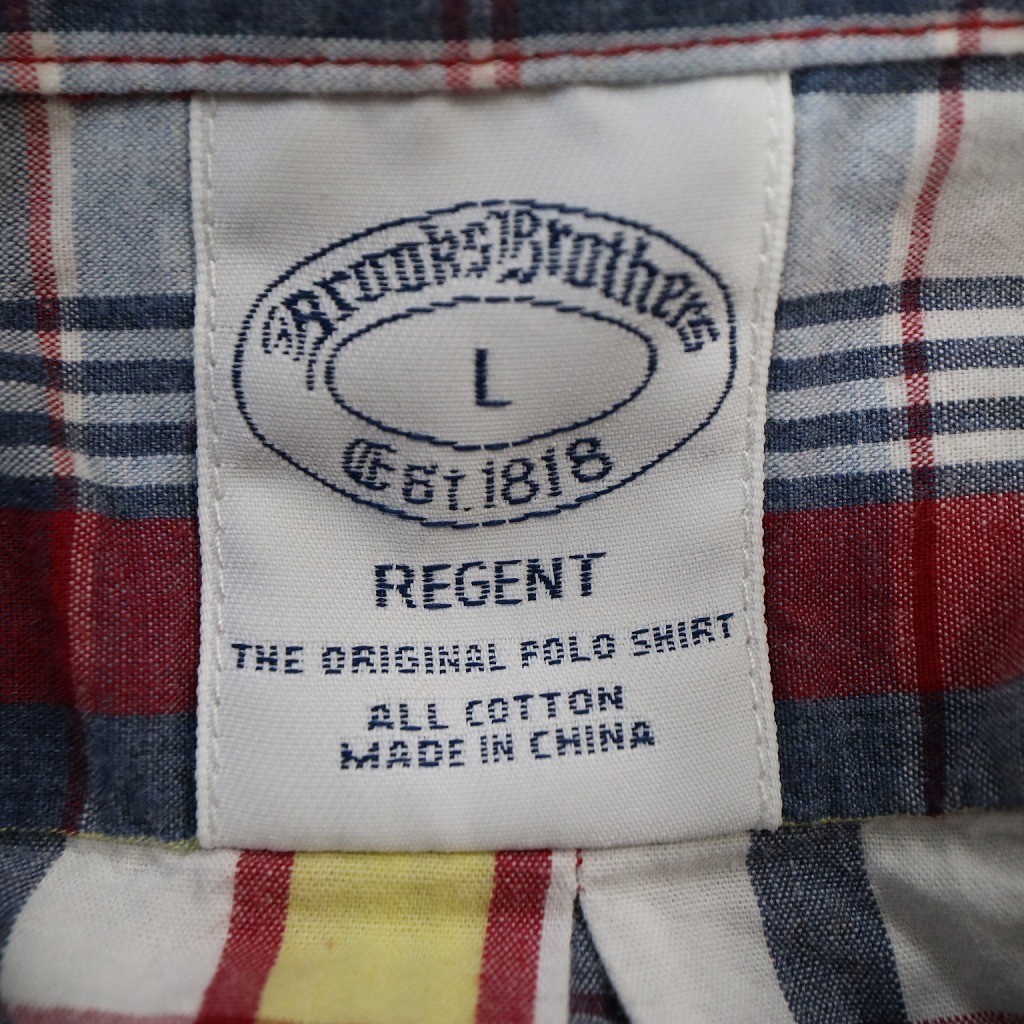 Brooks Brothers
L
Est. 1818
REGENT
THE ORIGINAL POLO SHIRT
ALL COTTON
MADE IN CHINA